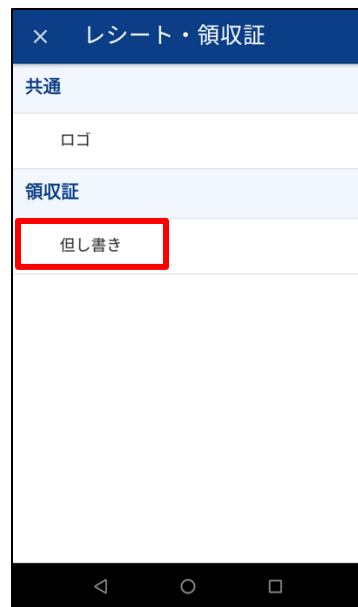 × レシート・領収証
共通
ロゴ
領収証
但し書き